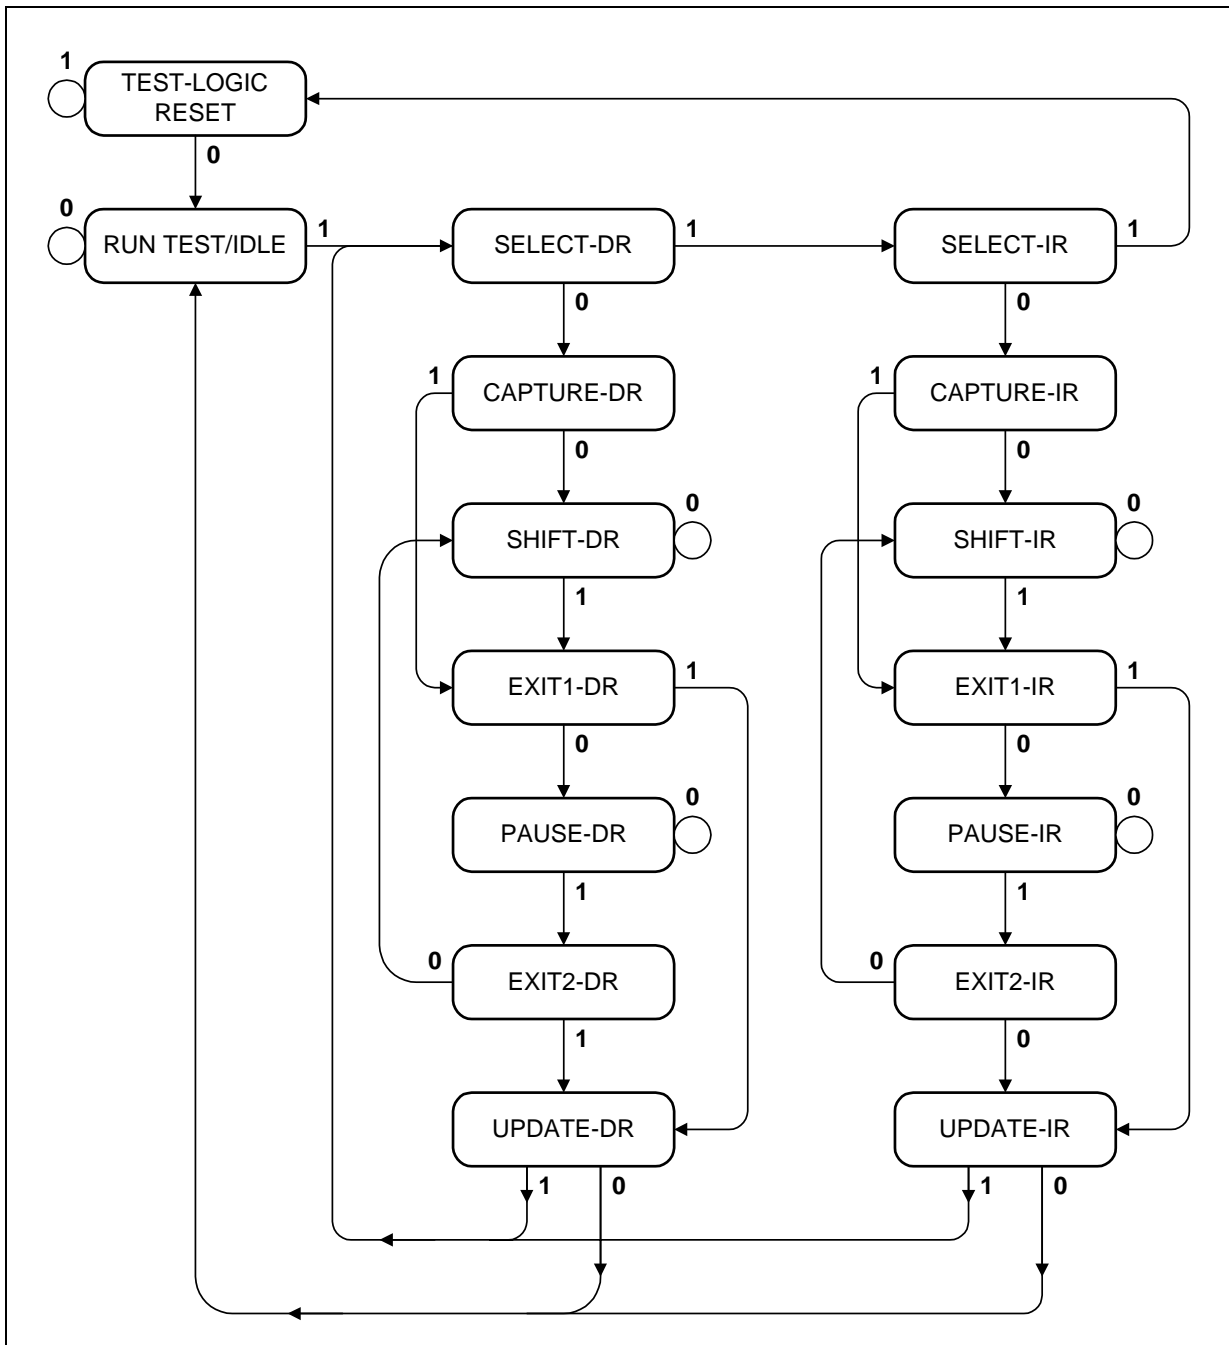 1
TEST-LOGIC
RESET
0
0
RUN TEST/IDLE
1
SELECT-DR
1
SELECT-IR
1
0
0
1
CAPTURE-DR
1
CAPTURE-IR
0
0
0
0
SHIFT-DR
SHIFT-IR
1
1
EXIT1-DR
1
EXIT1-IR
1
0
0
0
0
PAUSE-DR
PAUSE-IR
1
1
0
EXIT2-DR
0
EXIT2-IR
1
0
UPDATE-DR
UPDATE-IR
1
0
1
0